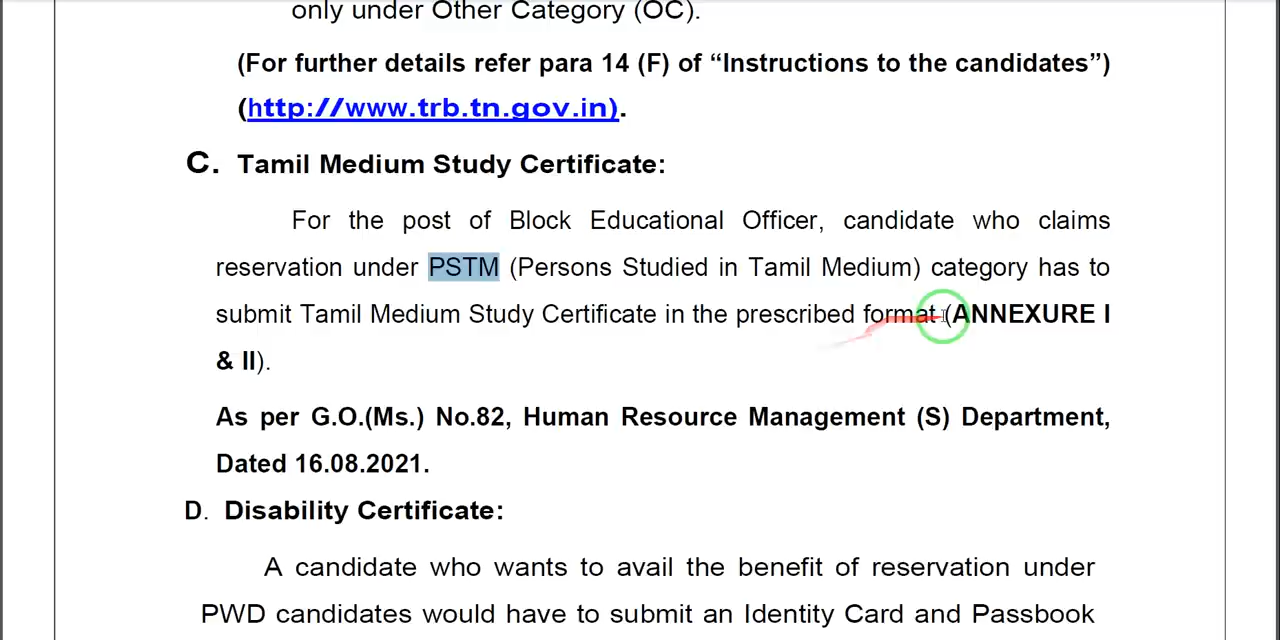 only under Other Category (OC).
(For further details refer para 14 (F) of “Instructions to the candidates”)
(http://www.trb.tn.gov.in).
C. Tamil Medium Study Certificate:
For the post of Block Educational Officer, candidate who claims
reservation under PSTM (Persons Studied in Tamil Medium) category has to
submit Tamil Medium Study Certificate in the prescribed format (ANNEXURE I
& II).
As per G.O.(Ms.) No.82, Human Resource Management (S) Department,
Dated 16.08.2021.
D. Disability Certificate:
A candidate who wants to avail the benefit of reservation under
PWD candidates would have to submit an Identity Card and Passbook